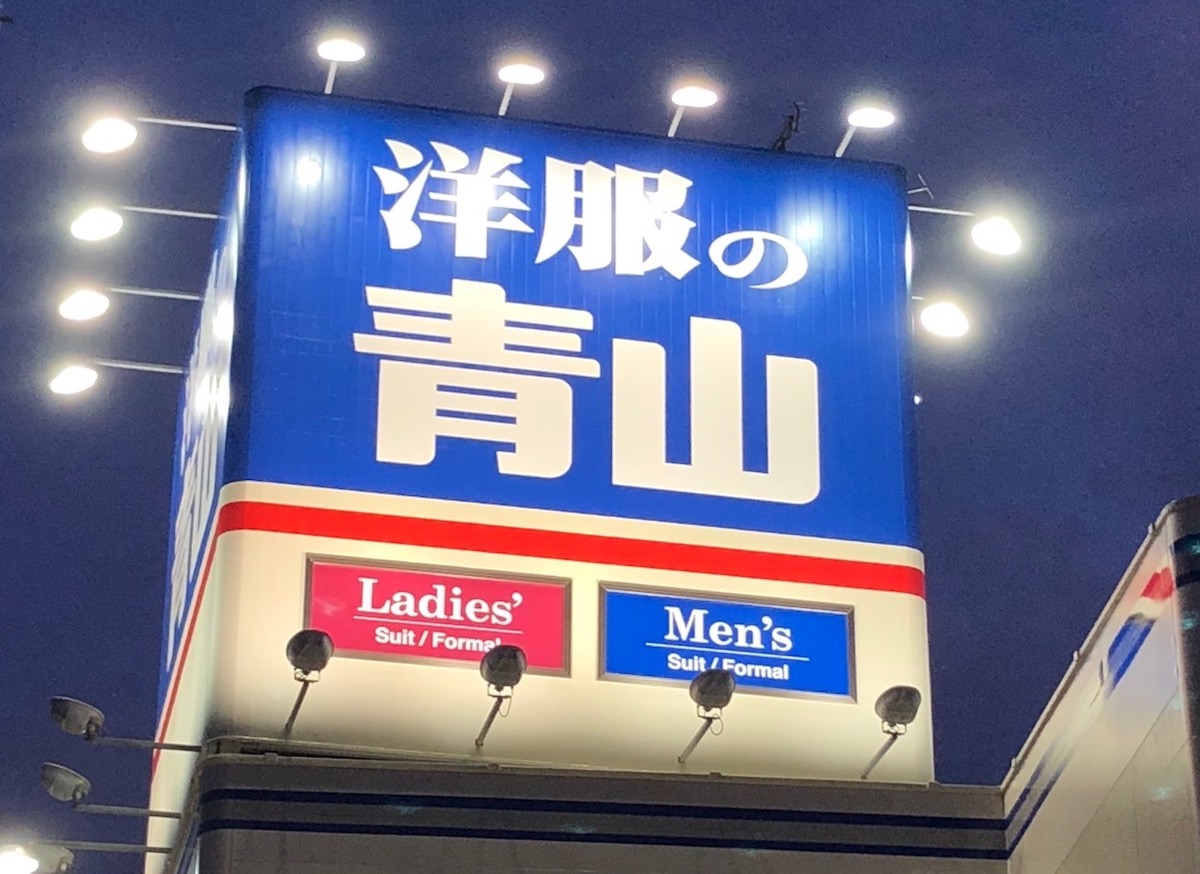 洋服の
青山
Ladies'
Suit / Formal
Men's
Suit / Formal